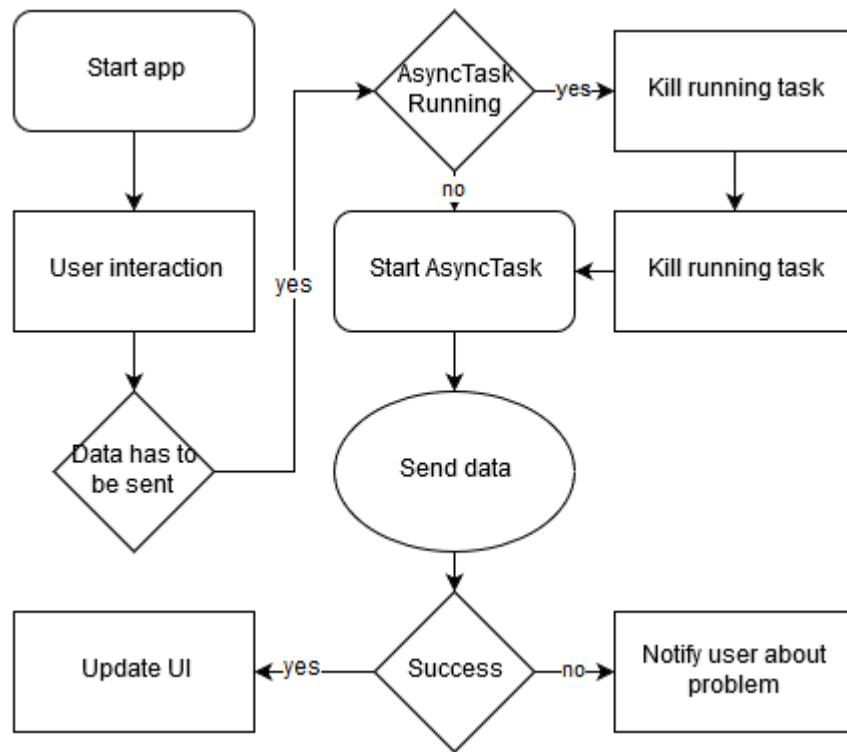 Start app
User interaction
Data has to
be sent
yes
AsyncTask
Running
yes
Kill running task
Kill running task
no
Start AsyncTask
Send data
Success
yes
Update UI
no
Notify user about
problem